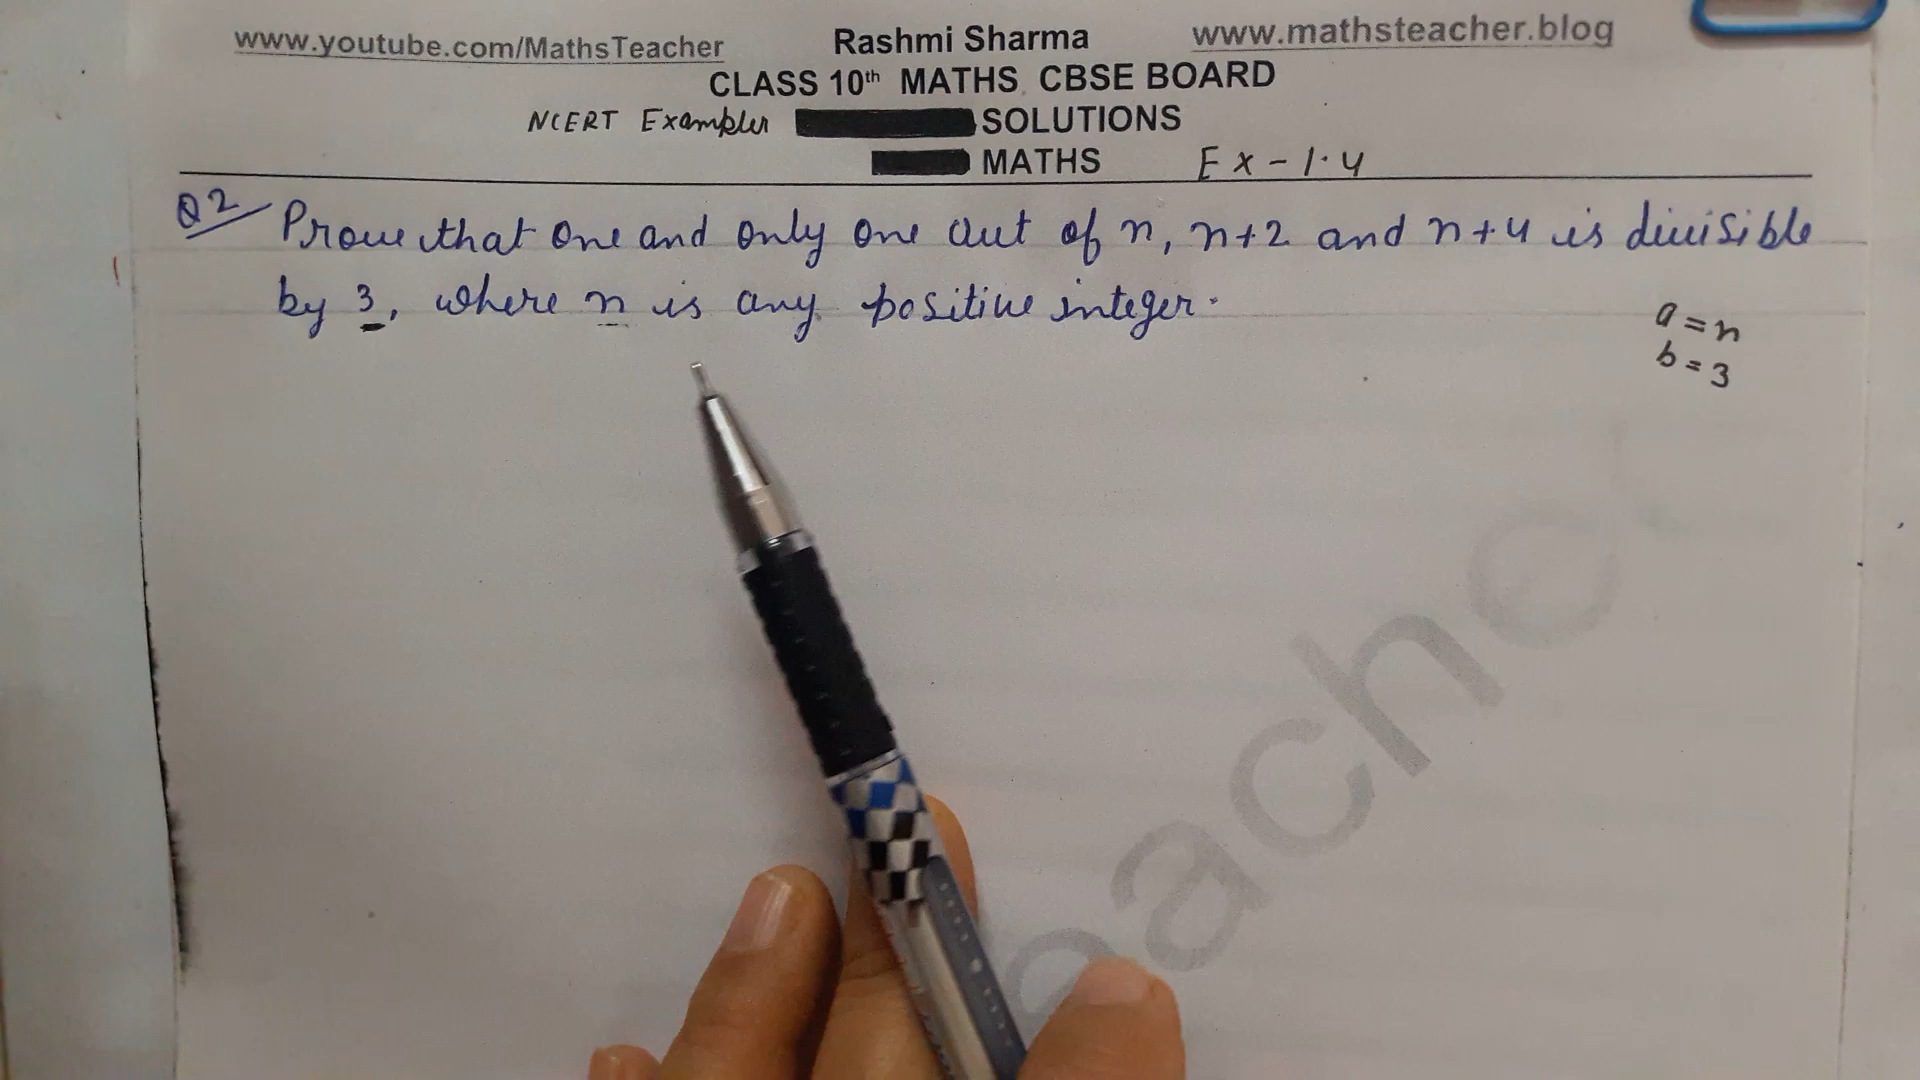 www.youtube.com/MathsTeacher Rashmi Sharma www.mathsteacher.blog
CLASS 10th MATHS CBSE BOARD
NCERT Exampler SOLUTIONS
MATHS Ex-1.4
Q2 Prove that one and only one out of n, n+2 and n+4 is divisible
by 3, where n is any positive integer.
a=n
b=3